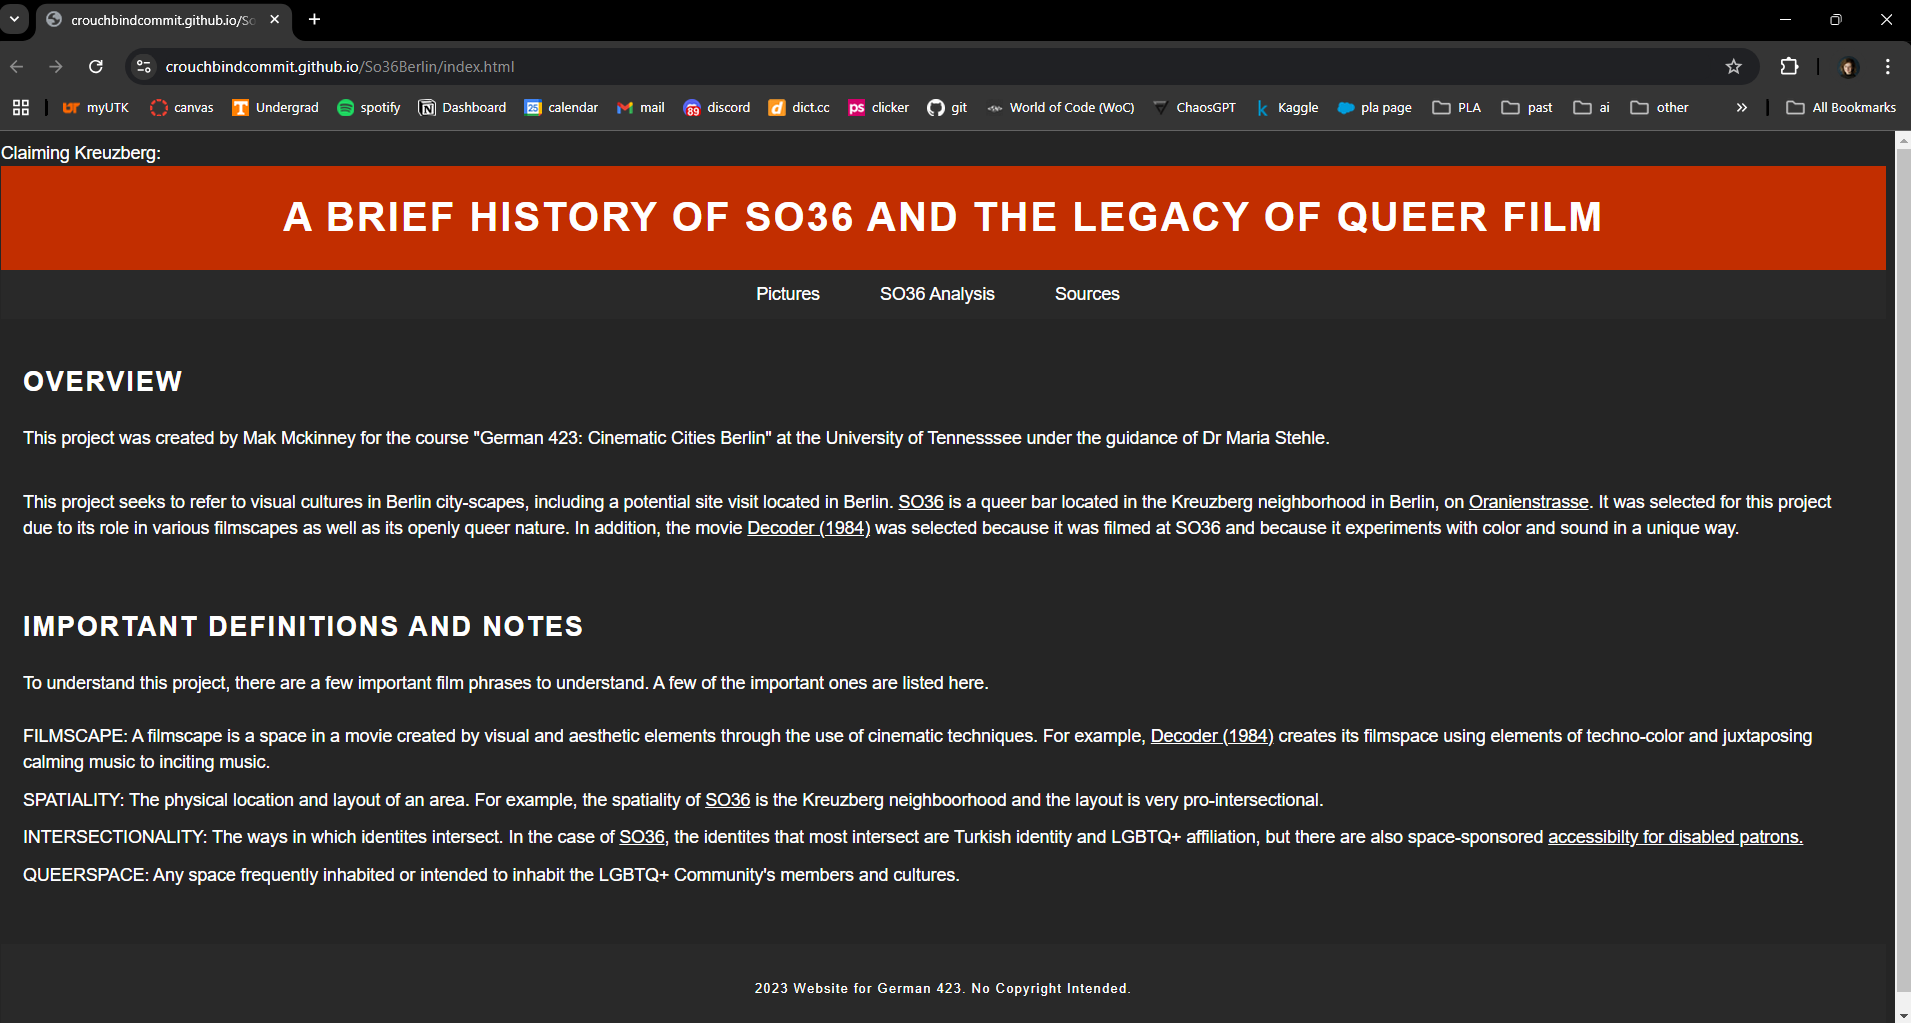 crouchbindcommit.github.io/So
crouchbindcommit.github.io/So36Berlin/index.html
myUTK canvas Undergrad spotify Dashboard 25 calendar mail 89 discord dict.cc ps clicker git World of Code (WoC) ChaosGPT Kaggle pla page PLA past ai other All Bookmarks
Claiming Kreuzberg:
A BRIEF HISTORY OF SO36 AND THE LEGACY OF QUEER FILM
Pictures SO36 Analysis Sources
OVERVIEW
This project was created by Mak Mckinney for the course "German 423: Cinematic Cities Berlin" at the University of Tennesssee under the guidance of Dr Maria Stehle.
This project seeks to refer to visual cultures in Berlin city-scapes, including a potential site visit located in Berlin. SO36 is a queer bar located in the Kreuzberg neighborhood in Berlin, on Oranienstrasse. It was selected for this project
due to its role in various filmscapes as well as its openly queer nature. In addition, the movie Decoder (1984) was selected because it was filmed at SO36 and because it experiments with color and sound in a unique way.
IMPORTANT DEFINITIONS AND NOTES
To understand this project, there are a few important film phrases to understand. A few of the important ones are listed here.
FILMSCAPE: A filmscape is a space in a movie created by visual and aesthetic elements through the use of cinematic techniques. For example, Decoder (1984) creates its filmspace using elements of techno-color and juxtaposing
calming music to inciting music.
SPATIALITY: The physical location and layout of an area. For example, the spatiality of SO36 is the Kreuzberg neighboorhood and the layout is very pro-intersectional.
INTERSECTIONALITY: The ways in which identites intersect. In the case of SO36, the identites that most intersect are Turkish identity and LGBTQ+ affiliation, but there are also space-sponsored accessibilty for disabled patrons.
QUEERSPACE: Any space frequently inhabited or intended to inhabit the LGBTQ+ Community's members and cultures.
2023 Website for German 423. No Copyright Intended.